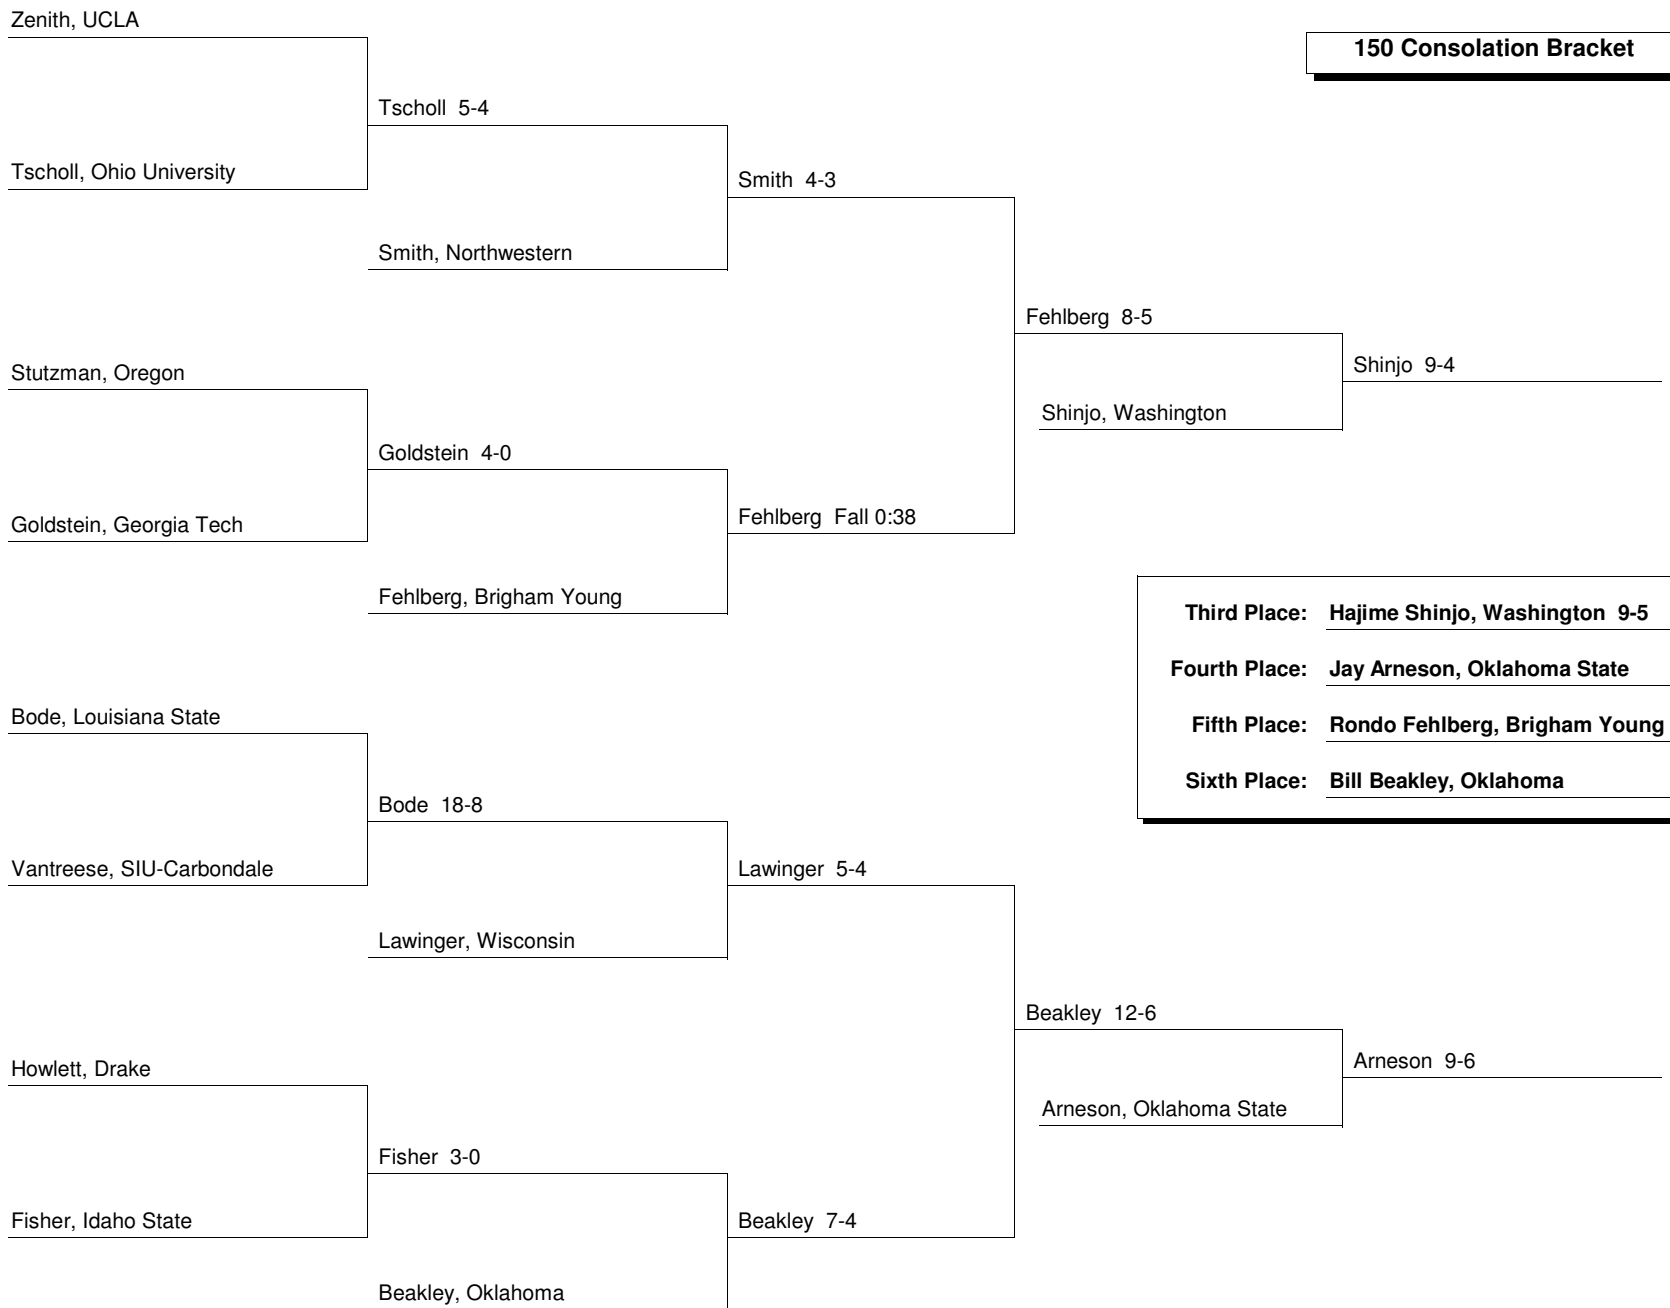 Zenith, UCLA
150 Consolation Bracket
Tscholl 5-4
Tscholl, Ohio University
Smith 4-3
Smith, Northwestern
Fehlberg 8-5
Stutzman, Oregon
Shinjo 9-4
Shinjo, Washington
Goldstein 4-0
Goldstein, Georgia Tech
Fehlberg Fall 0:38
Fehlberg, Brigham Young
Third Place: Hajime Shinjo, Washington 9-5
Fourth Place: Jay Arneson, Oklahoma State
Fifth Place: Rondo Fehlberg, Brigham Young
Sixth Place: Bill Beakley, Oklahoma
Bode, Louisiana State
Bode 18-8
Vantreese, SIU-Carbondale
Lawinger 5-4
Lawinger, Wisconsin
Beakley 12-6
Howlett, Drake
Arneson 9-6
Arneson, Oklahoma State
Fisher 3-0
Fisher, Idaho State
Beakley 7-4
Beakley, Oklahoma